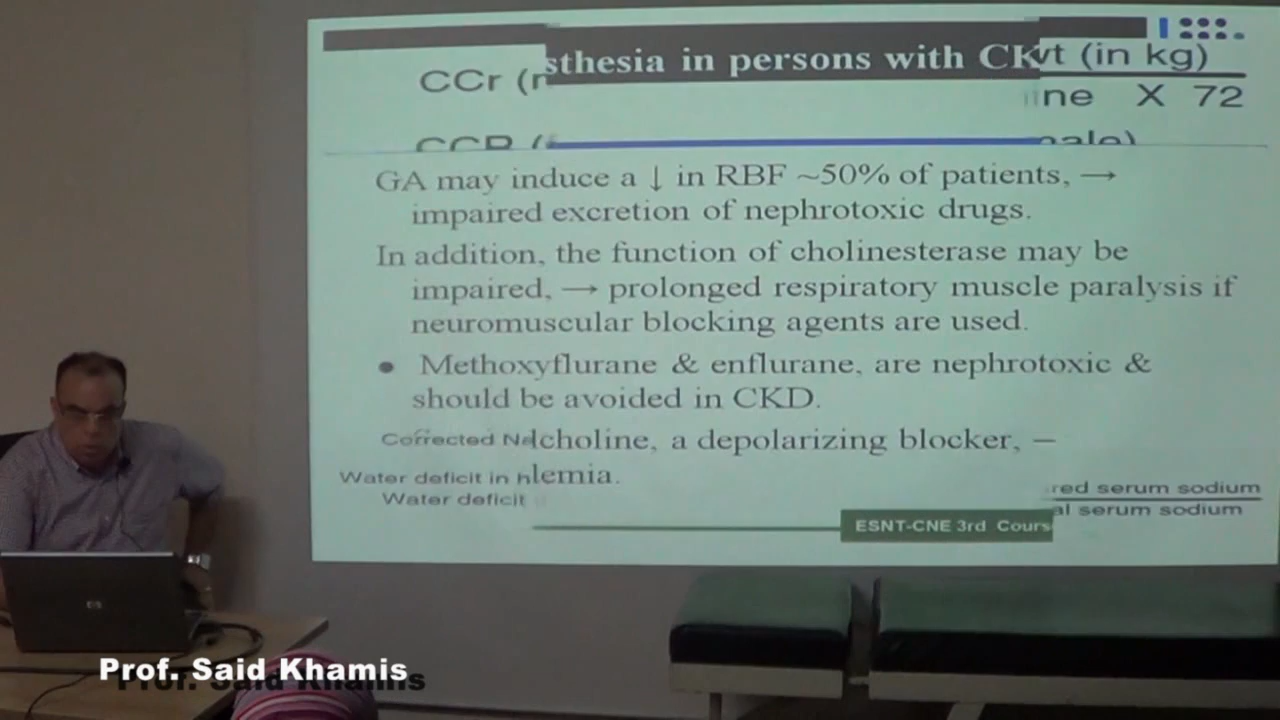 sthesia in persons with CK
vt (in kg)
CCr (
ne X 72
GA may induce a ↓ in RBF ~50% of patients, →
impaired excretion of nephrotoxic drugs.
In addition, the function of cholinesterase may be
impaired, → prolonged respiratory muscle paralysis if
neuromuscular blocking agents are used.
• Methoxyflurane & enflurane, are nephrotoxic &
should be avoided in CKD.
Corrected Na
lcholine, a depolarizing blocker, –
Water deficit in h
lemia.
Water deficit
red serum sodium
al serum sodium
ESNT-CNE 3rd Cours
Prof. Said Khamis